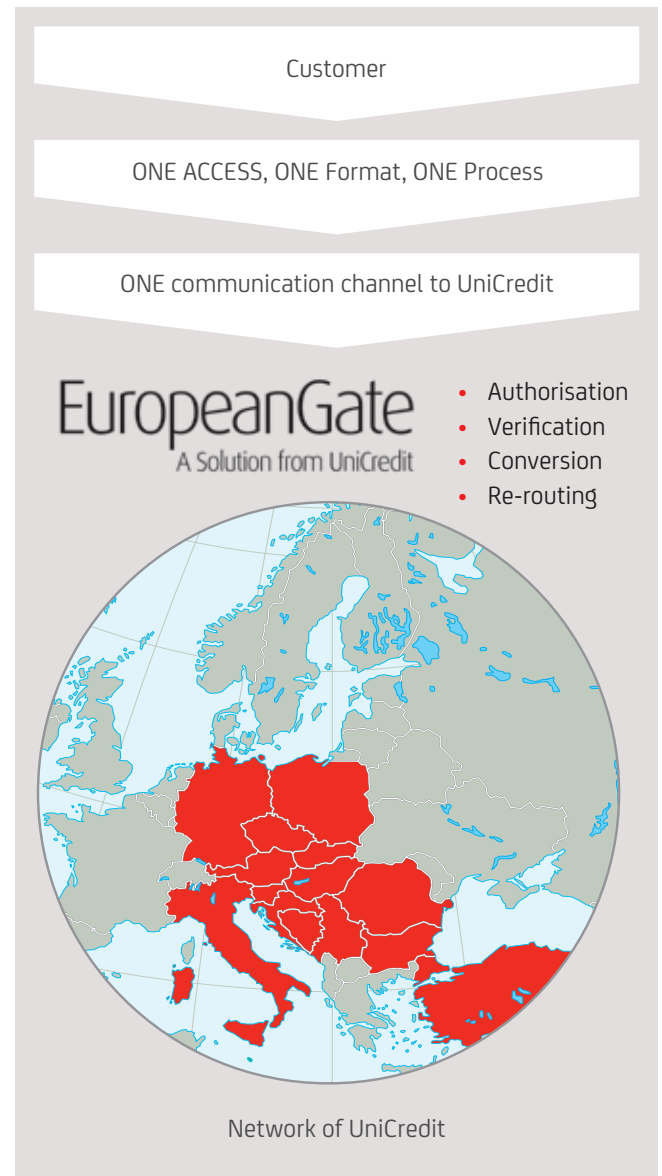 Customer
ONE ACCESS, ONE Format, ONE Process
ONE communication channel to UniCredit
EuropeanGate
A Solution from UniCredit
• Authorisation
• Verification
• Conversion
• Re-routing
Network of UniCredit